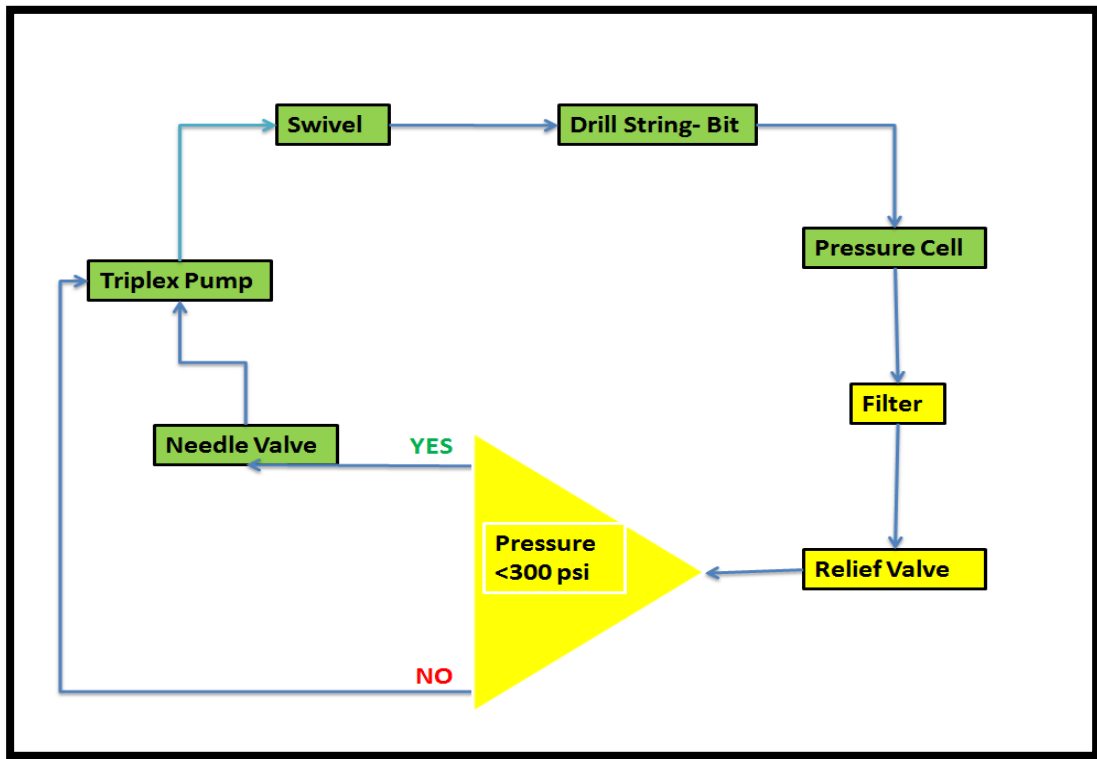 Swivel
Drill String- Bit
Pressure Cell
Triplex Pump
Filter
Needle Valve
YES
Pressure
<300 psi
Relief Valve
NO